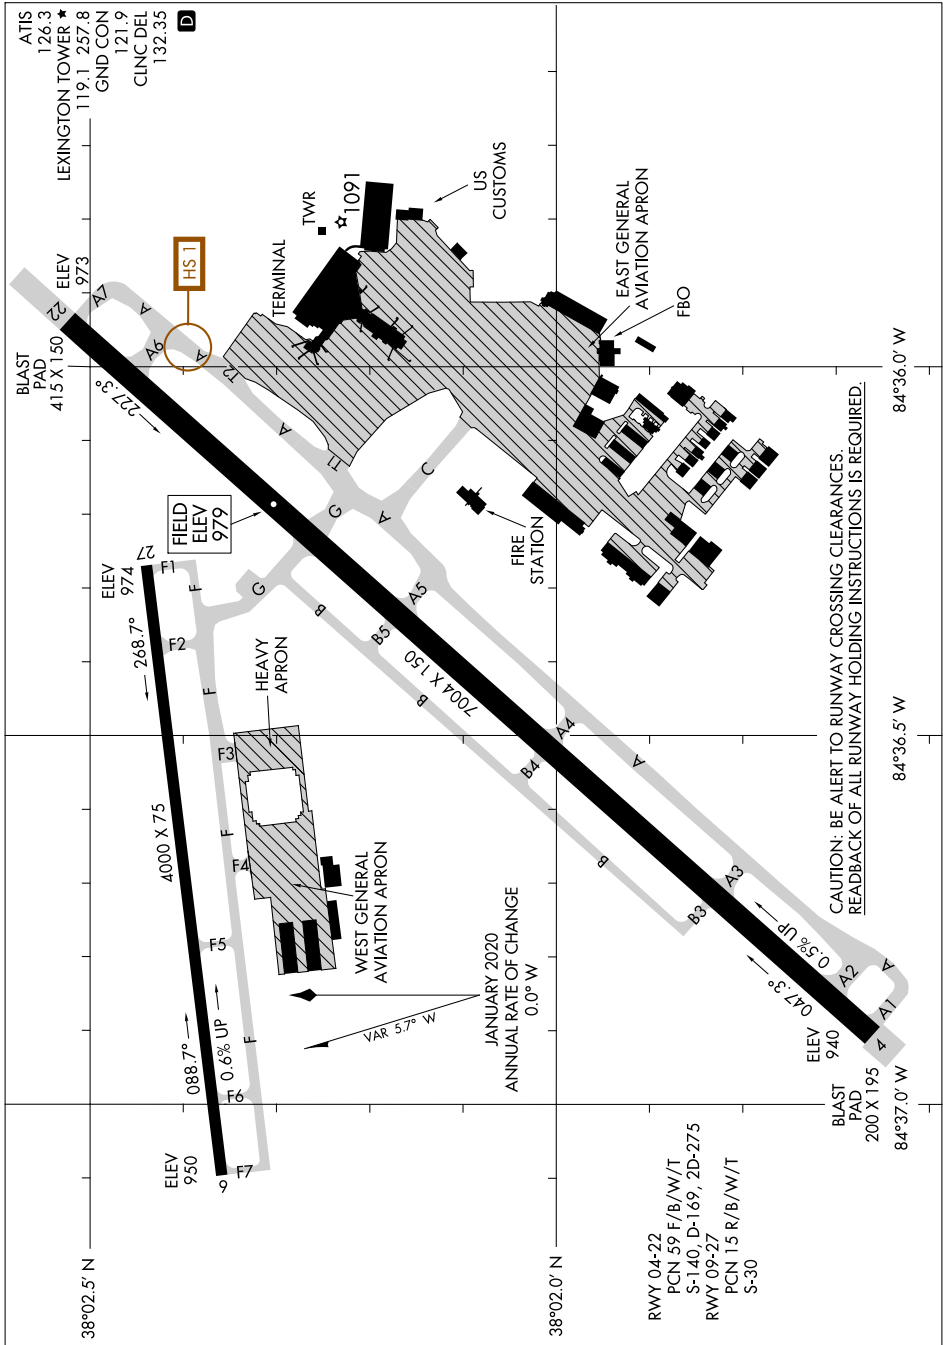 ATIS
126.3
LEXINGTON TOWER ★
119.1 257.8
GND CON
121.9
CLNC DEL
132.35
D
HS 1
ELEV
973
BLAST
PAD
415 X 150
22
A7
A
A6
A
T2
A
T1
227.3°
TERMINAL
TWR
1091
US
CUSTOMS
EAST GENERAL
AVIATION APRON
FBO
FIELD
ELEV
979
C
G
A
FIRE
STATION
ELEV
974
27
F1
F
G
F2
268.7°
B
A5
B5
7004 X 150
B
HEAVY
APRON
F
F3
A4
B4
A
4000 X 75
F
F4
B
A3
B3
WEST GENERAL
AVIATION APRON
F5
0.5% UP
047.3°
A2
A
A1
4
ELEV
940
BLAST
PAD
200 X 195
JANUARY 2020
ANNUAL RATE OF CHANGE
0.0° W
VAR 5.7° W
088.7°
0.6% UP
F
F6
F7
9
ELEV
950
CAUTION: BE ALERT TO RUNWAY CROSSING CLEARANCES.
READBACK OF ALL RUNWAY HOLDING INSTRUCTIONS IS REQUIRED.
84°36.0' W
84°36.5' W
84°37.0' W
38°02.5' N
38°02.0' N
RWY 04-22
PCN 59 F/B/W/T
S-140, D-169, 2D-275
RWY 09-27
PCN 15 R/B/W/T
S-30